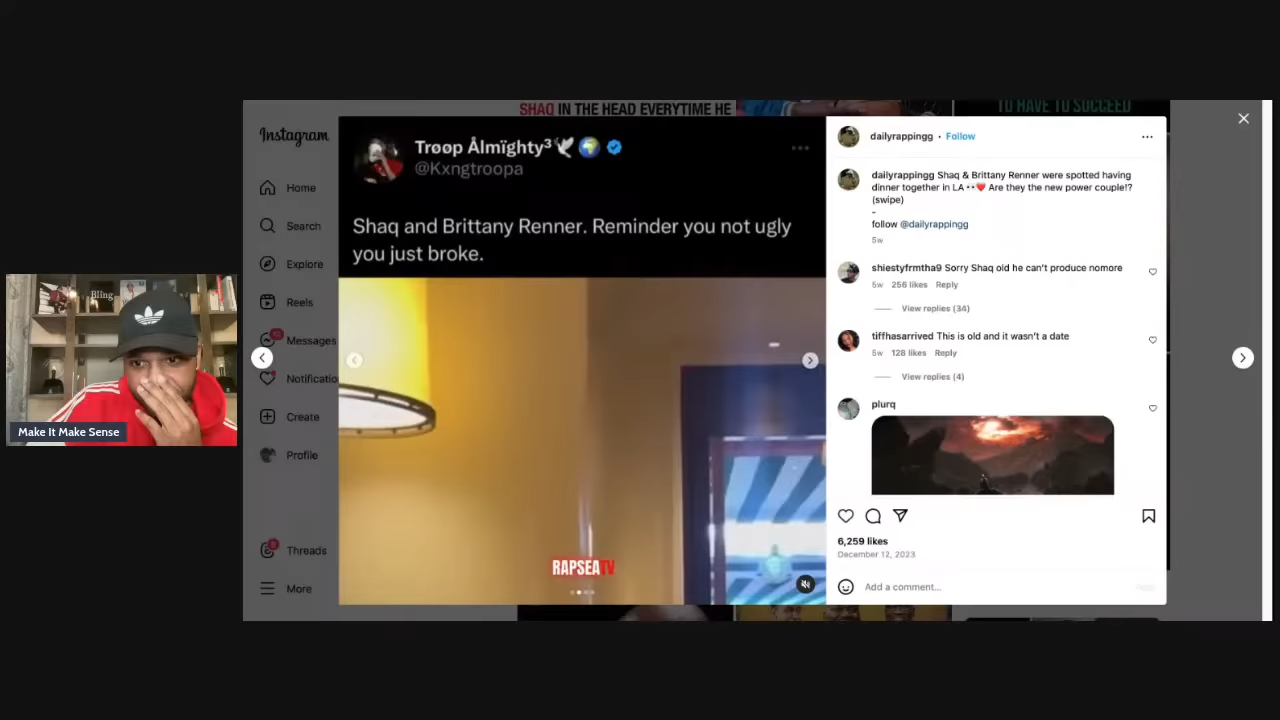 SHAQ IN THE HEAD EVERYTIME HE
TO HAVE TO SUCCEED
Instagram
Home
Search
Explore
Reels
Messages
Notificatio
Create
Profile
Threads
More
Bling
Make It Make Sense
Trøøp Ålmïghty³
@Kxngtroopa
Shaq and Brittany Renner. Reminder you not ugly
you just broke.
RAPSEATV
dailyrappingg • Follow
dailyrappingg Shaq & Brittany Renner were spotted having
dinner together in LA 👀❤️ Are they the new power couple!?
(swipe)
-
follow @dailyrappingg
5w
shiestyfrmtha9 Sorry Shaq old he can't produce nomore
5w 256 likes Reply
View replies (34)
tiffhasarrived This is old and it wasn't a date
5w 128 likes Reply
View replies (4)
plurq
6,259 likes
December 12, 2023
Add a comment...